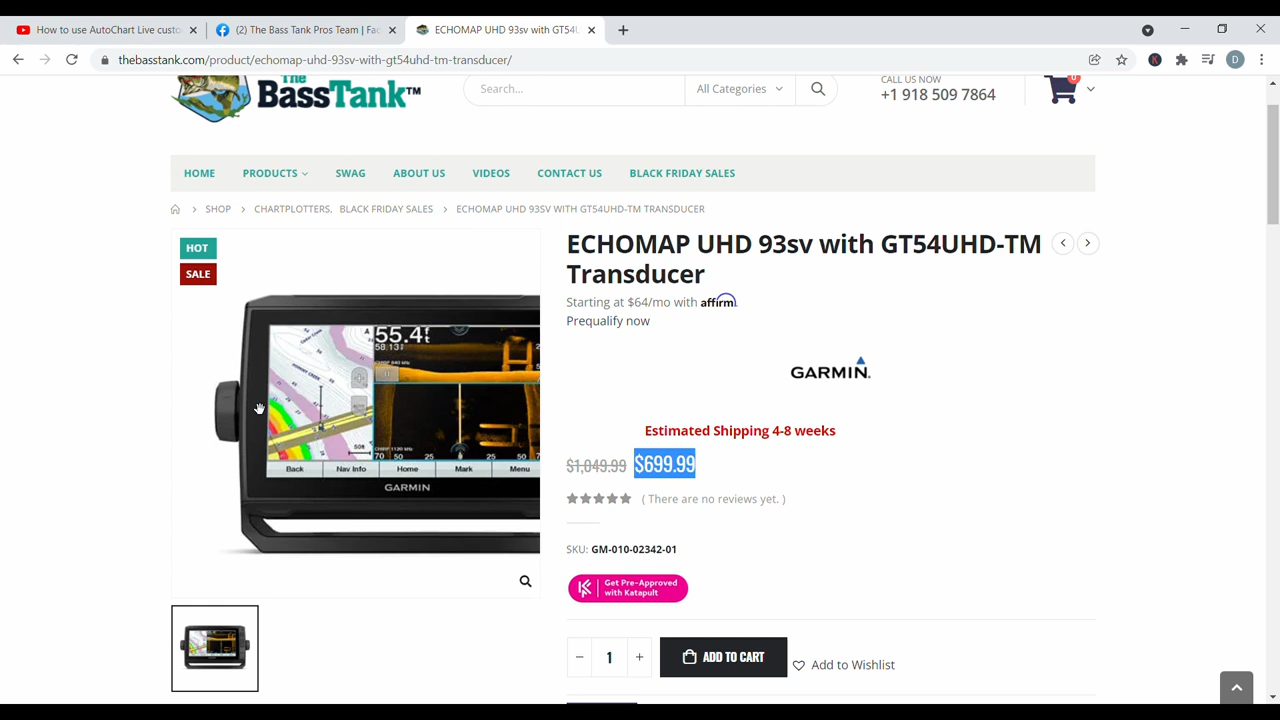 How to use AutoChart Live custo
(2) The Bass Tank Pros Team | Fac
ECHOMAP UHD 93sv with GT54U
thebasstank.com/product/echomap-uhd-93sv-with-gt54uhd-tm-transducer/
K
D
The
BassTank™
Search...
All Categories
CALL US NOW
+1 918 509 7864
0
HOME
PRODUCTS
SWAG
ABOUT US
VIDEOS
CONTACT US
BLACK FRIDAY SALES
SHOP
CHARTPLOTTERS,
BLACK FRIDAY SALES
ECHOMAP UHD 93SV WITH GT54UHD-TM TRANSDUCER
HOT
SALE
55.4
58.13
Back
Nav Info
Home
Mark
Menu
GARMIN
ECHOMAP UHD 93sv with GT54UHD-TM
Transducer
Starting at $64/mo with affirm
Prequalify now
GARMIN.
Estimated Shipping 4-8 weeks
$1,049.99 $699.99
( There are no reviews yet. )
SKU: GM-010-02342-01
Get Pre-Approved
with Katapult
− 1 +
ADD TO CART
Add to Wishlist